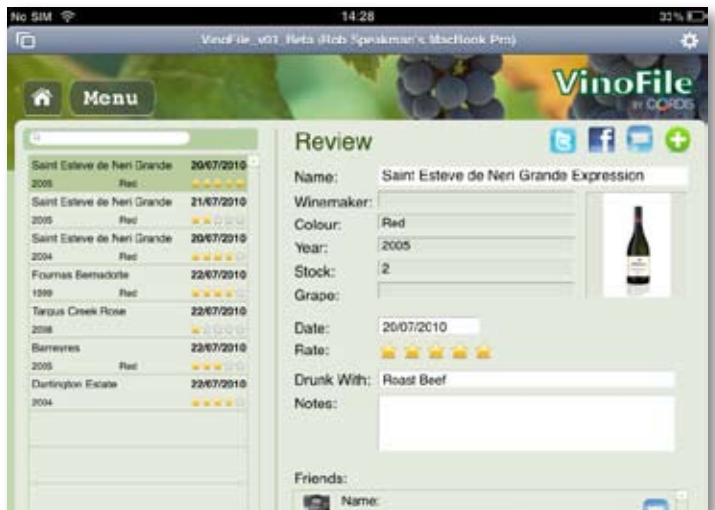 No SIM 14:28 33%
VinoFile_v01_Beta (Rob Speakman's MacBook Pro)
Menu
VinoFile
BY CORDIS
Review
Saint Esteve de Neri Grande 20/07/2010
2005 Red
Saint Esteve de Neri Grande 21/07/2010
2005 Red
Saint Esteve de Neri Grande 20/07/2010
2004 Red
Fournas Bernadotte 22/07/2010
1999 Red
Targus Creek Rose 22/07/2010
2008
Barreyres 22/07/2010
2005 Red
Dartington Estate 22/07/2010
2004
Name: Saint Esteve de Neri Grande Expression
Winemaker:
Colour: Red
Year: 2005
Stock: 2
Grape:
Date: 20/07/2010
Rate:
Drunk With: Roast Beef
Notes:
Friends:
Name: